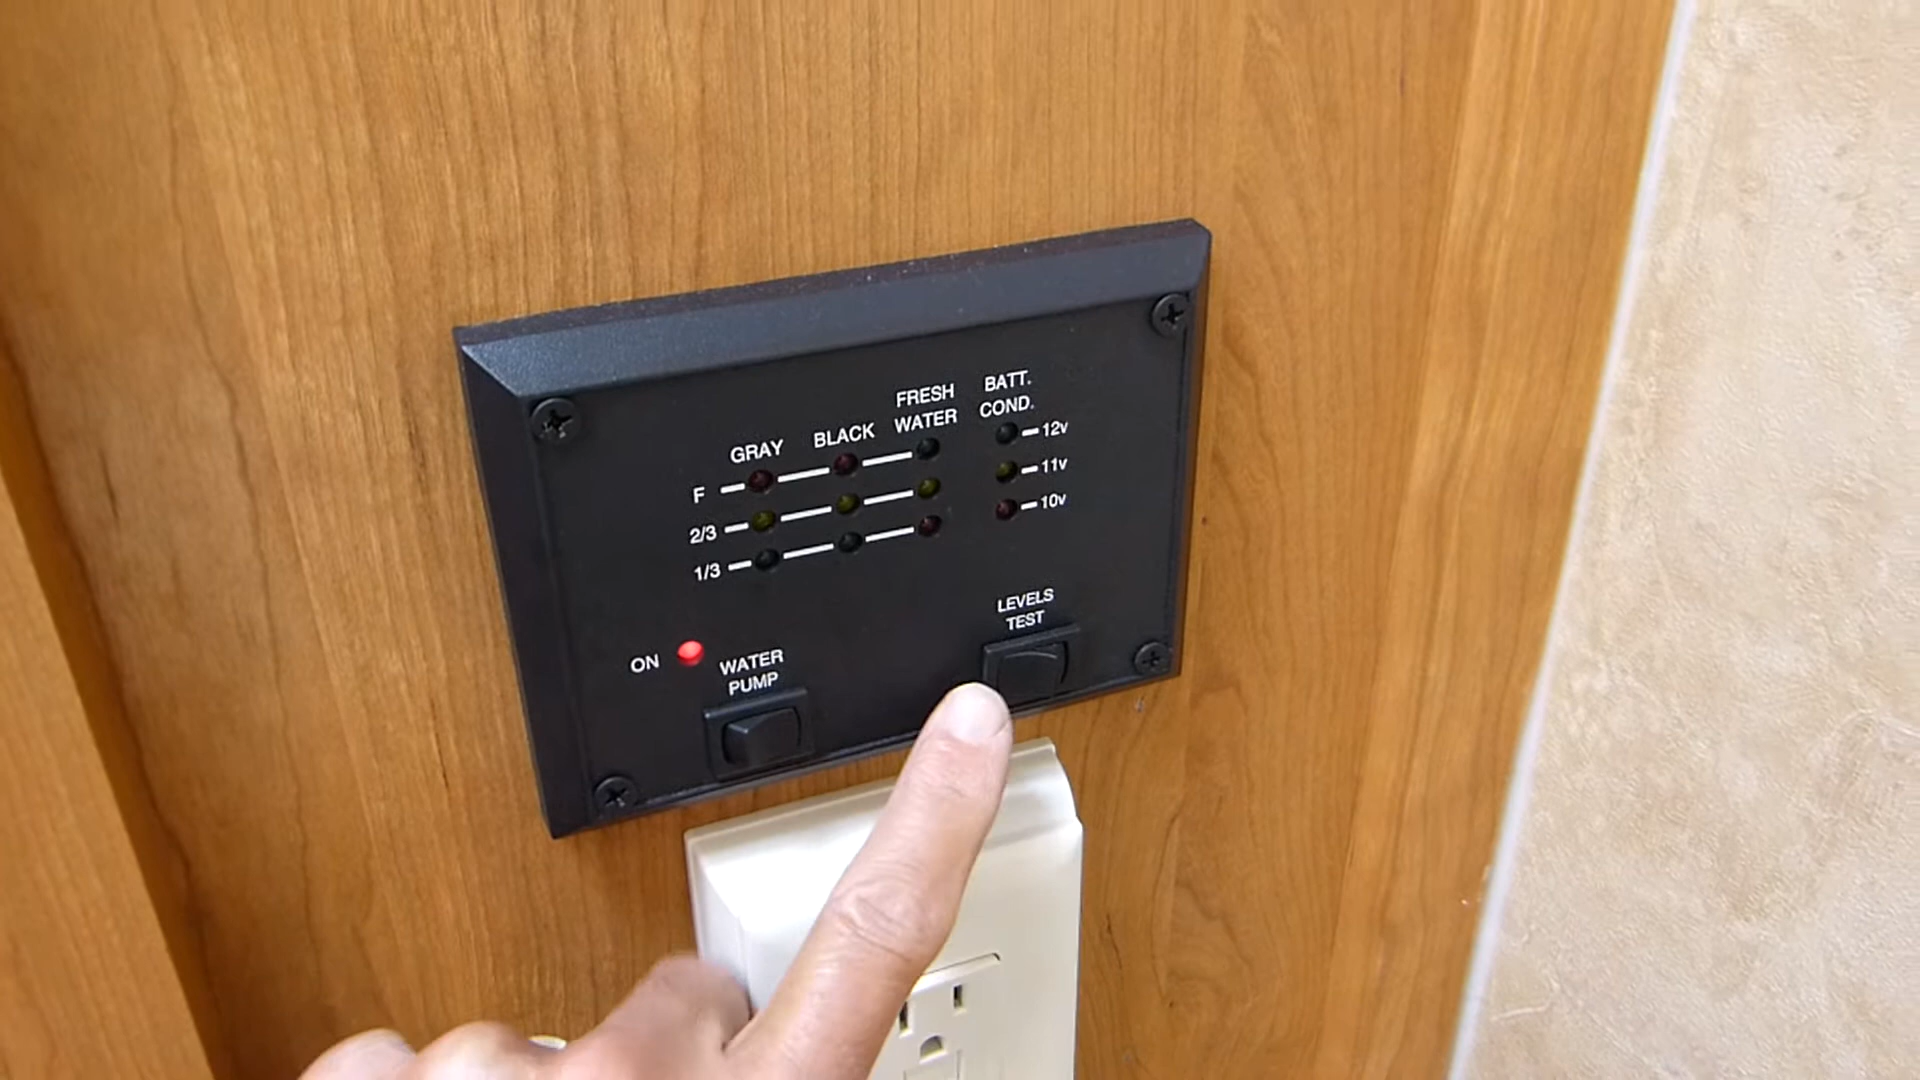 GRAY
BLACK
FRESH
WATER
BATT.
COND.
F
2/3
1/3
12v
11v
10v
ON
WATER
PUMP
LEVELS
TEST